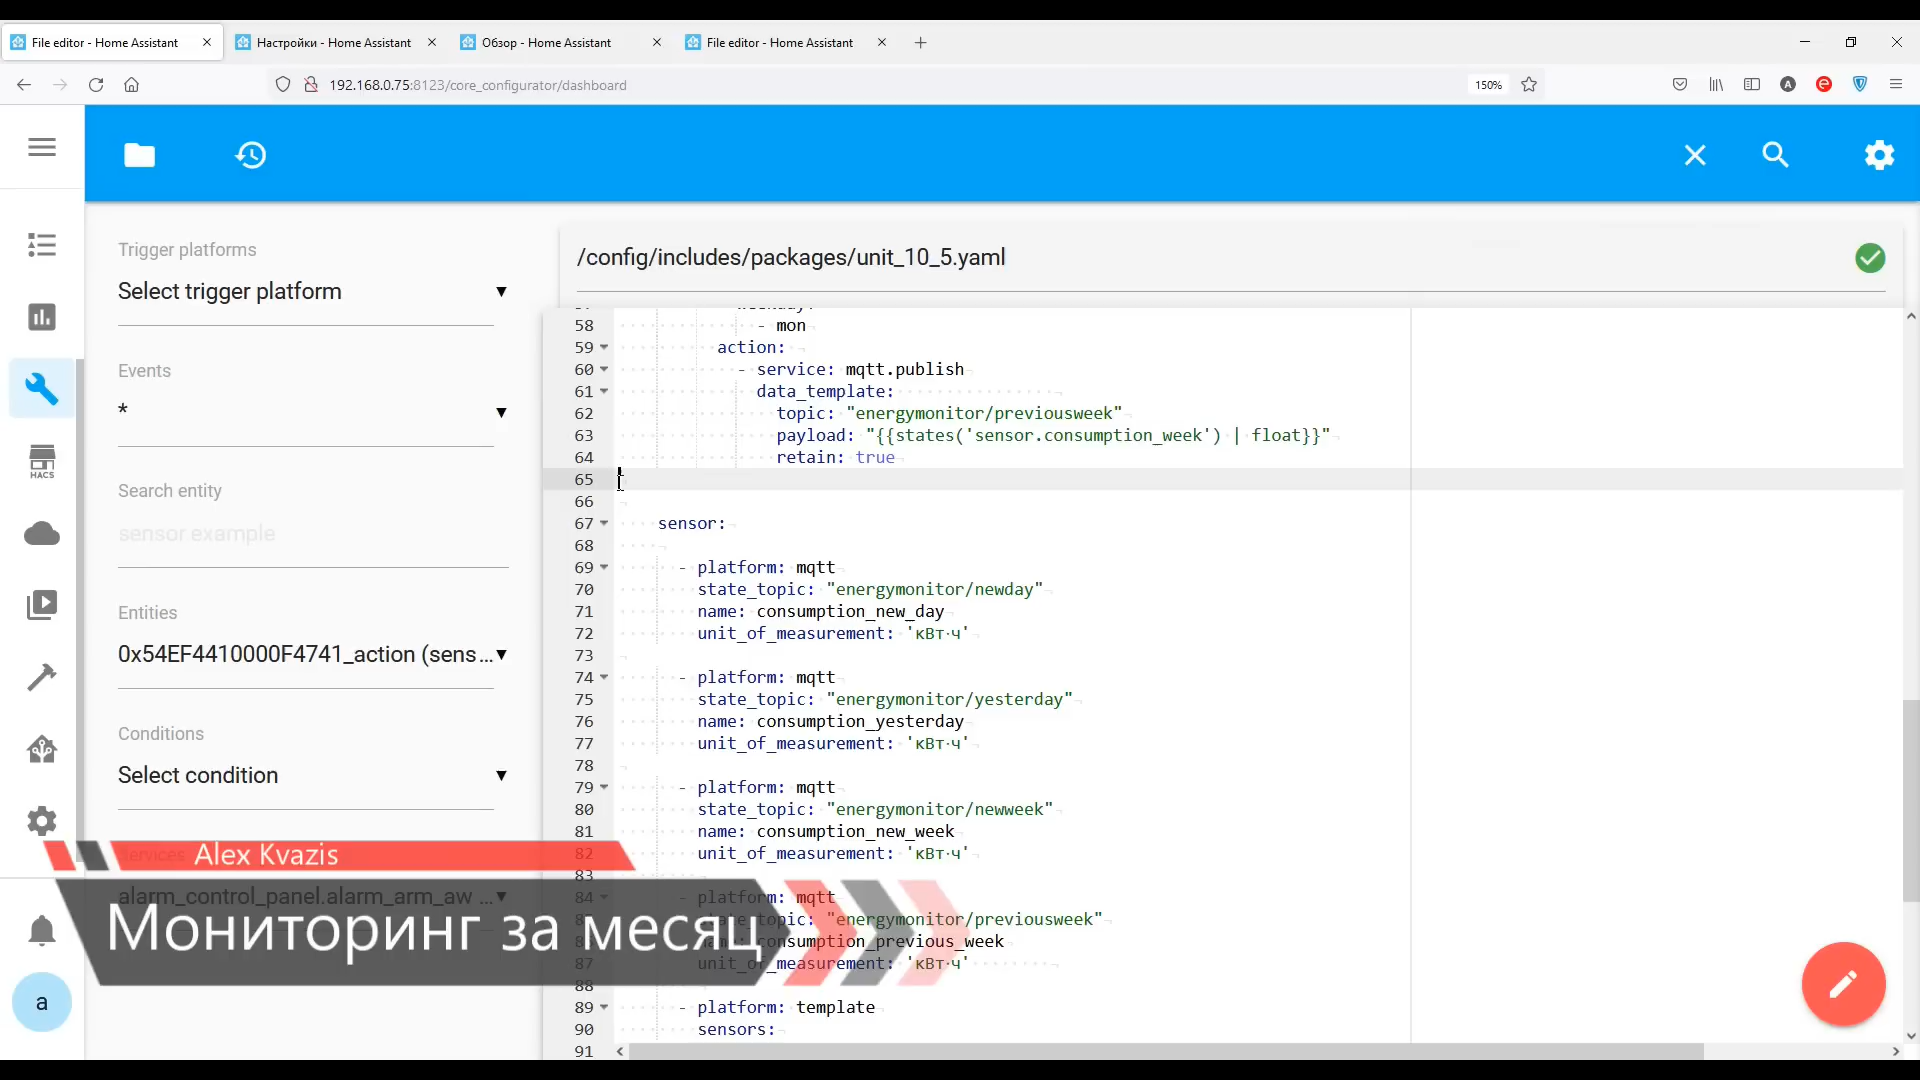 File editor - Home Assistant
Настройки - Home Assistant
Обзор - Home Assistant
File editor - Home Assistant
192.168.0.75:8123/core_configurator/dashboard
150%
A
e
HACS
a
Trigger platforms
Select trigger platform
Events
*
Search entity
sensor example
Entities
0x54EF4410000F4741_action (sens...
Conditions
Select condition
Services
alarm_control_panel.alarm_arm_aw ...
/config/includes/packages/unit_10_5.yaml
58 - mon
59 action:
60 - service: mqtt.publish
61 data_template:
62 topic: "energymonitor/previousweek"
63 payload: "{{states('sensor.consumption_week') | float}}"
64 retain: true
65
66
67 sensor:
68
69 - platform: mqtt
70 state_topic: "energymonitor/newday"
71 name: consumption_new_day
72 unit_of_measurement: 'кВт·ч'
73
74 - platform: mqtt
75 state_topic: "energymonitor/yesterday"
76 name: consumption_yesterday
77 unit_of_measurement: 'кВт·ч'
78
79 - platform: mqtt
80 state_topic: "energymonitor/newweek"
81 name: consumption_new_week
82 unit_of_measurement: 'кВт·ч'
83
84 - platform: mqtt
state_topic: "energymonitor/previousweek"
consumption_previous_week
87 unit_of_measurement: 'кВт·ч'
88
89 - platform: template
90 sensors:
91
Alex Kvazis
Мониторинг за месяц